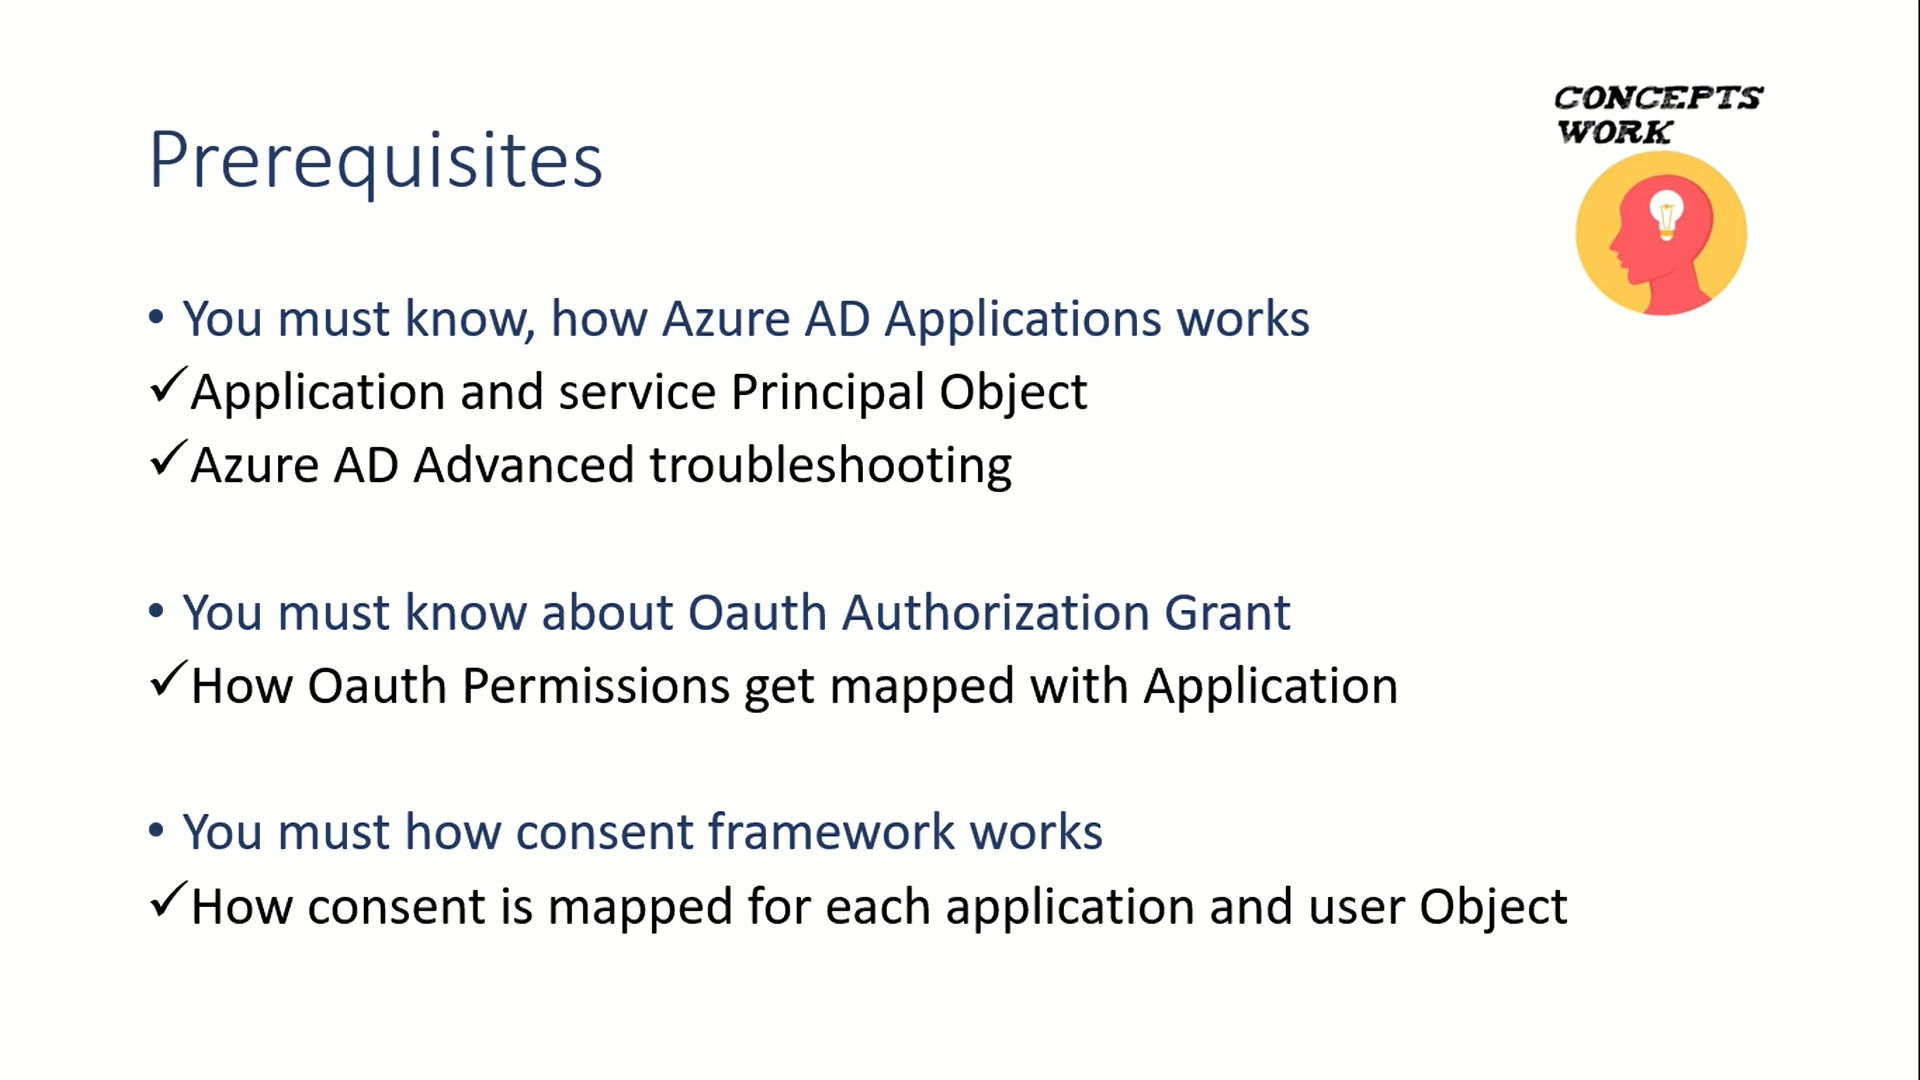 CONCEPTS
WORK
Prerequisites
• You must know, how Azure AD Applications works
✓Application and service Principal Object
✓Azure AD Advanced troubleshooting
• You must know about Oauth Authorization Grant
✓How Oauth Permissions get mapped with Application
• You must how consent framework works
✓How consent is mapped for each application and user Object